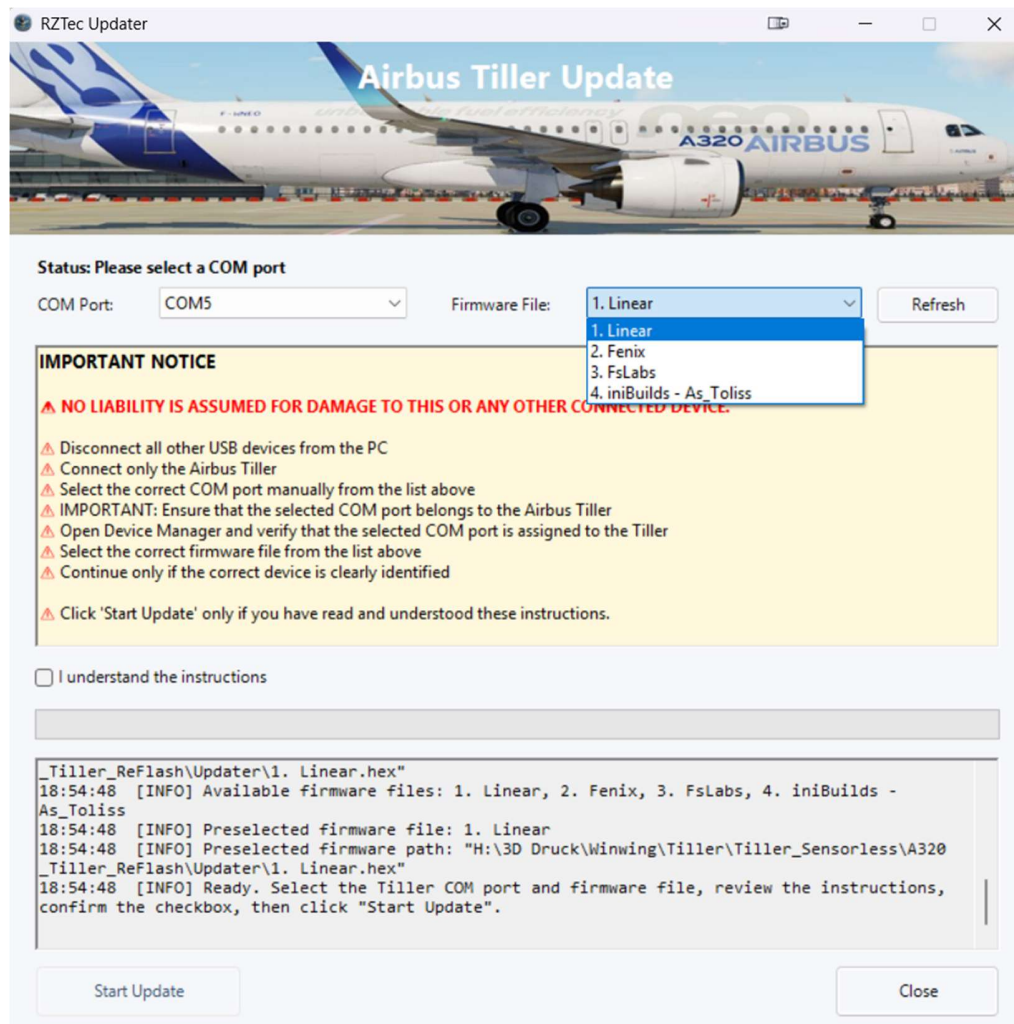 RZTec Updater
Airbus Tiller Update
F-WNEO
unbeatable fuel efficiency
neo
A320 AIRBUS
AIRBUS
Status: Please select a COM port
COM Port:
COM5
Firmware File:
1. Linear
Refresh
1. Linear
2. Fenix
3. FsLabs
4. iniBuilds - As_Toliss
IMPORTANT NOTICE
⚠ NO LIABILITY IS ASSUMED FOR DAMAGE TO THIS OR ANY OTHER CONNECTED DEVICE.
⚠ Disconnect all other USB devices from the PC
⚠ Connect only the Airbus Tiller
⚠ Select the correct COM port manually from the list above
⚠ IMPORTANT: Ensure that the selected COM port belongs to the Airbus Tiller
⚠ Open Device Manager and verify that the selected COM port is assigned to the Tiller
⚠ Select the correct firmware file from the list above
⚠ Continue only if the correct device is clearly identified
⚠ Click 'Start Update' only if you have read and understood these instructions.
I understand the instructions
_Tiller_ReFlash\Updater\1. Linear.hex"
18:54:48  [INFO] Available firmware files: 1. Linear, 2. Fenix, 3. FsLabs, 4. iniBuilds -
As_Toliss
18:54:48  [INFO] Preselected firmware file: 1. Linear
18:54:48  [INFO] Preselected firmware path: "H:\3D Druck\Winwing\Tiller\Tiller_Sensorless\A320
_Tiller_ReFlash\Updater\1. Linear.hex"
18:54:48  [INFO] Ready. Select the Tiller COM port and firmware file, review the instructions,
confirm the checkbox, then click "Start Update".
Start Update
Close